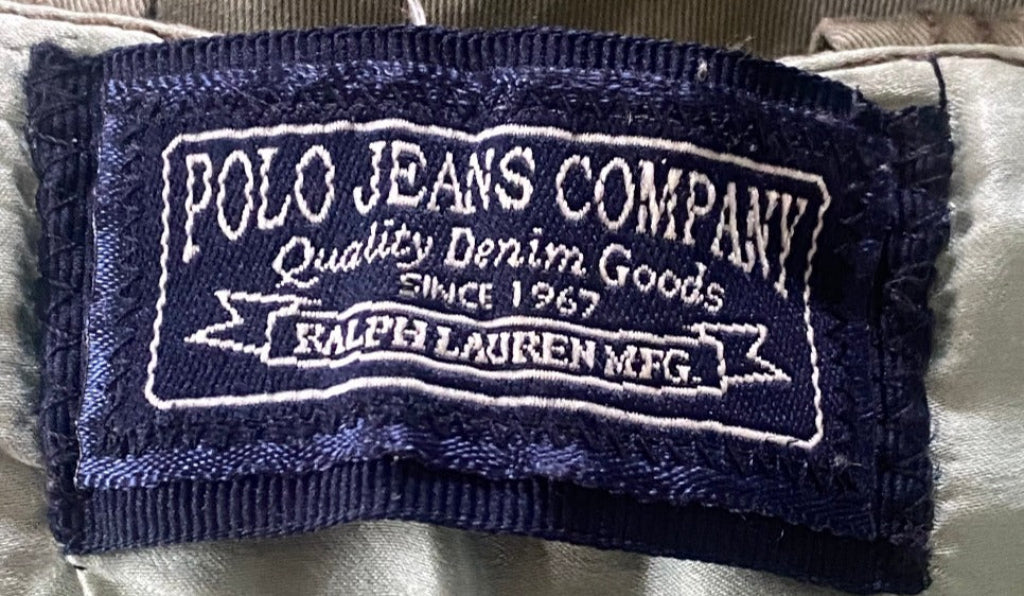 POLO JEANS COMPANY
Quality Denim Goods
SINCE 1967
RALPH LAUREN MFG.